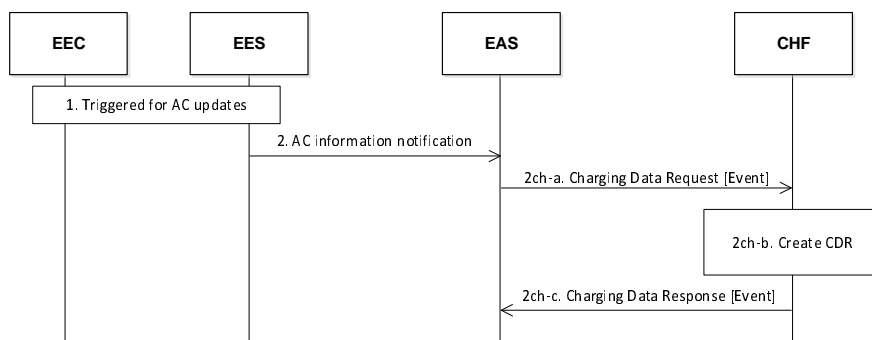 EEC
EES
EAS
CHF
1. Triggered for AC updates
2. AC information notification
2ch-a. Charging Data Request [Event]
2ch-b. Create CDR
2ch-c. Charging Data Response [Event]